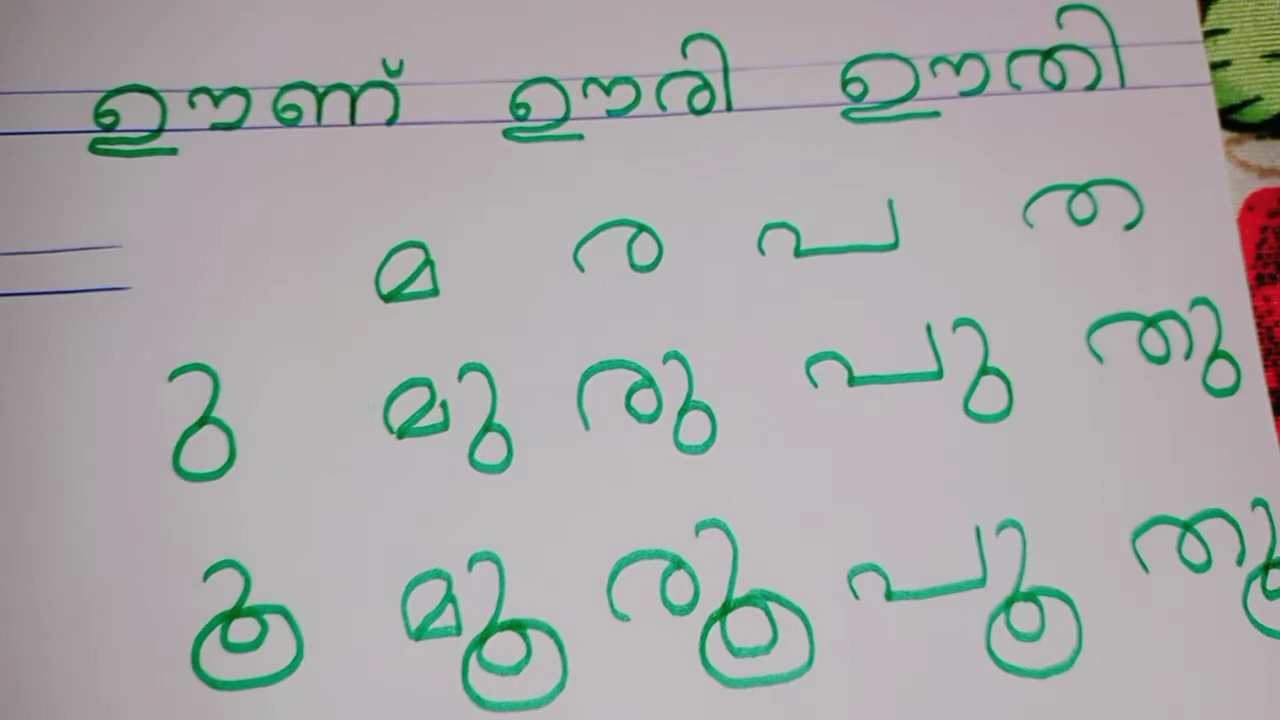 ഊണ് ഊരി ഊതി
മ ര പ ത
ു മു രു പു തു
ൂ മൂ രൂ പൂ തൂ